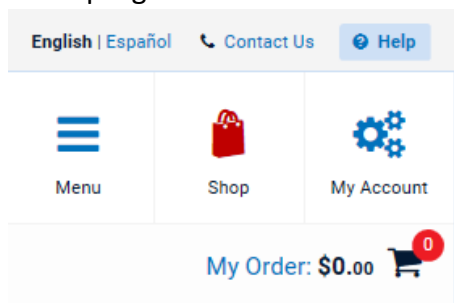 English | Español Contact Us Help
Menu Shop My Account
0
My Order: $0.00